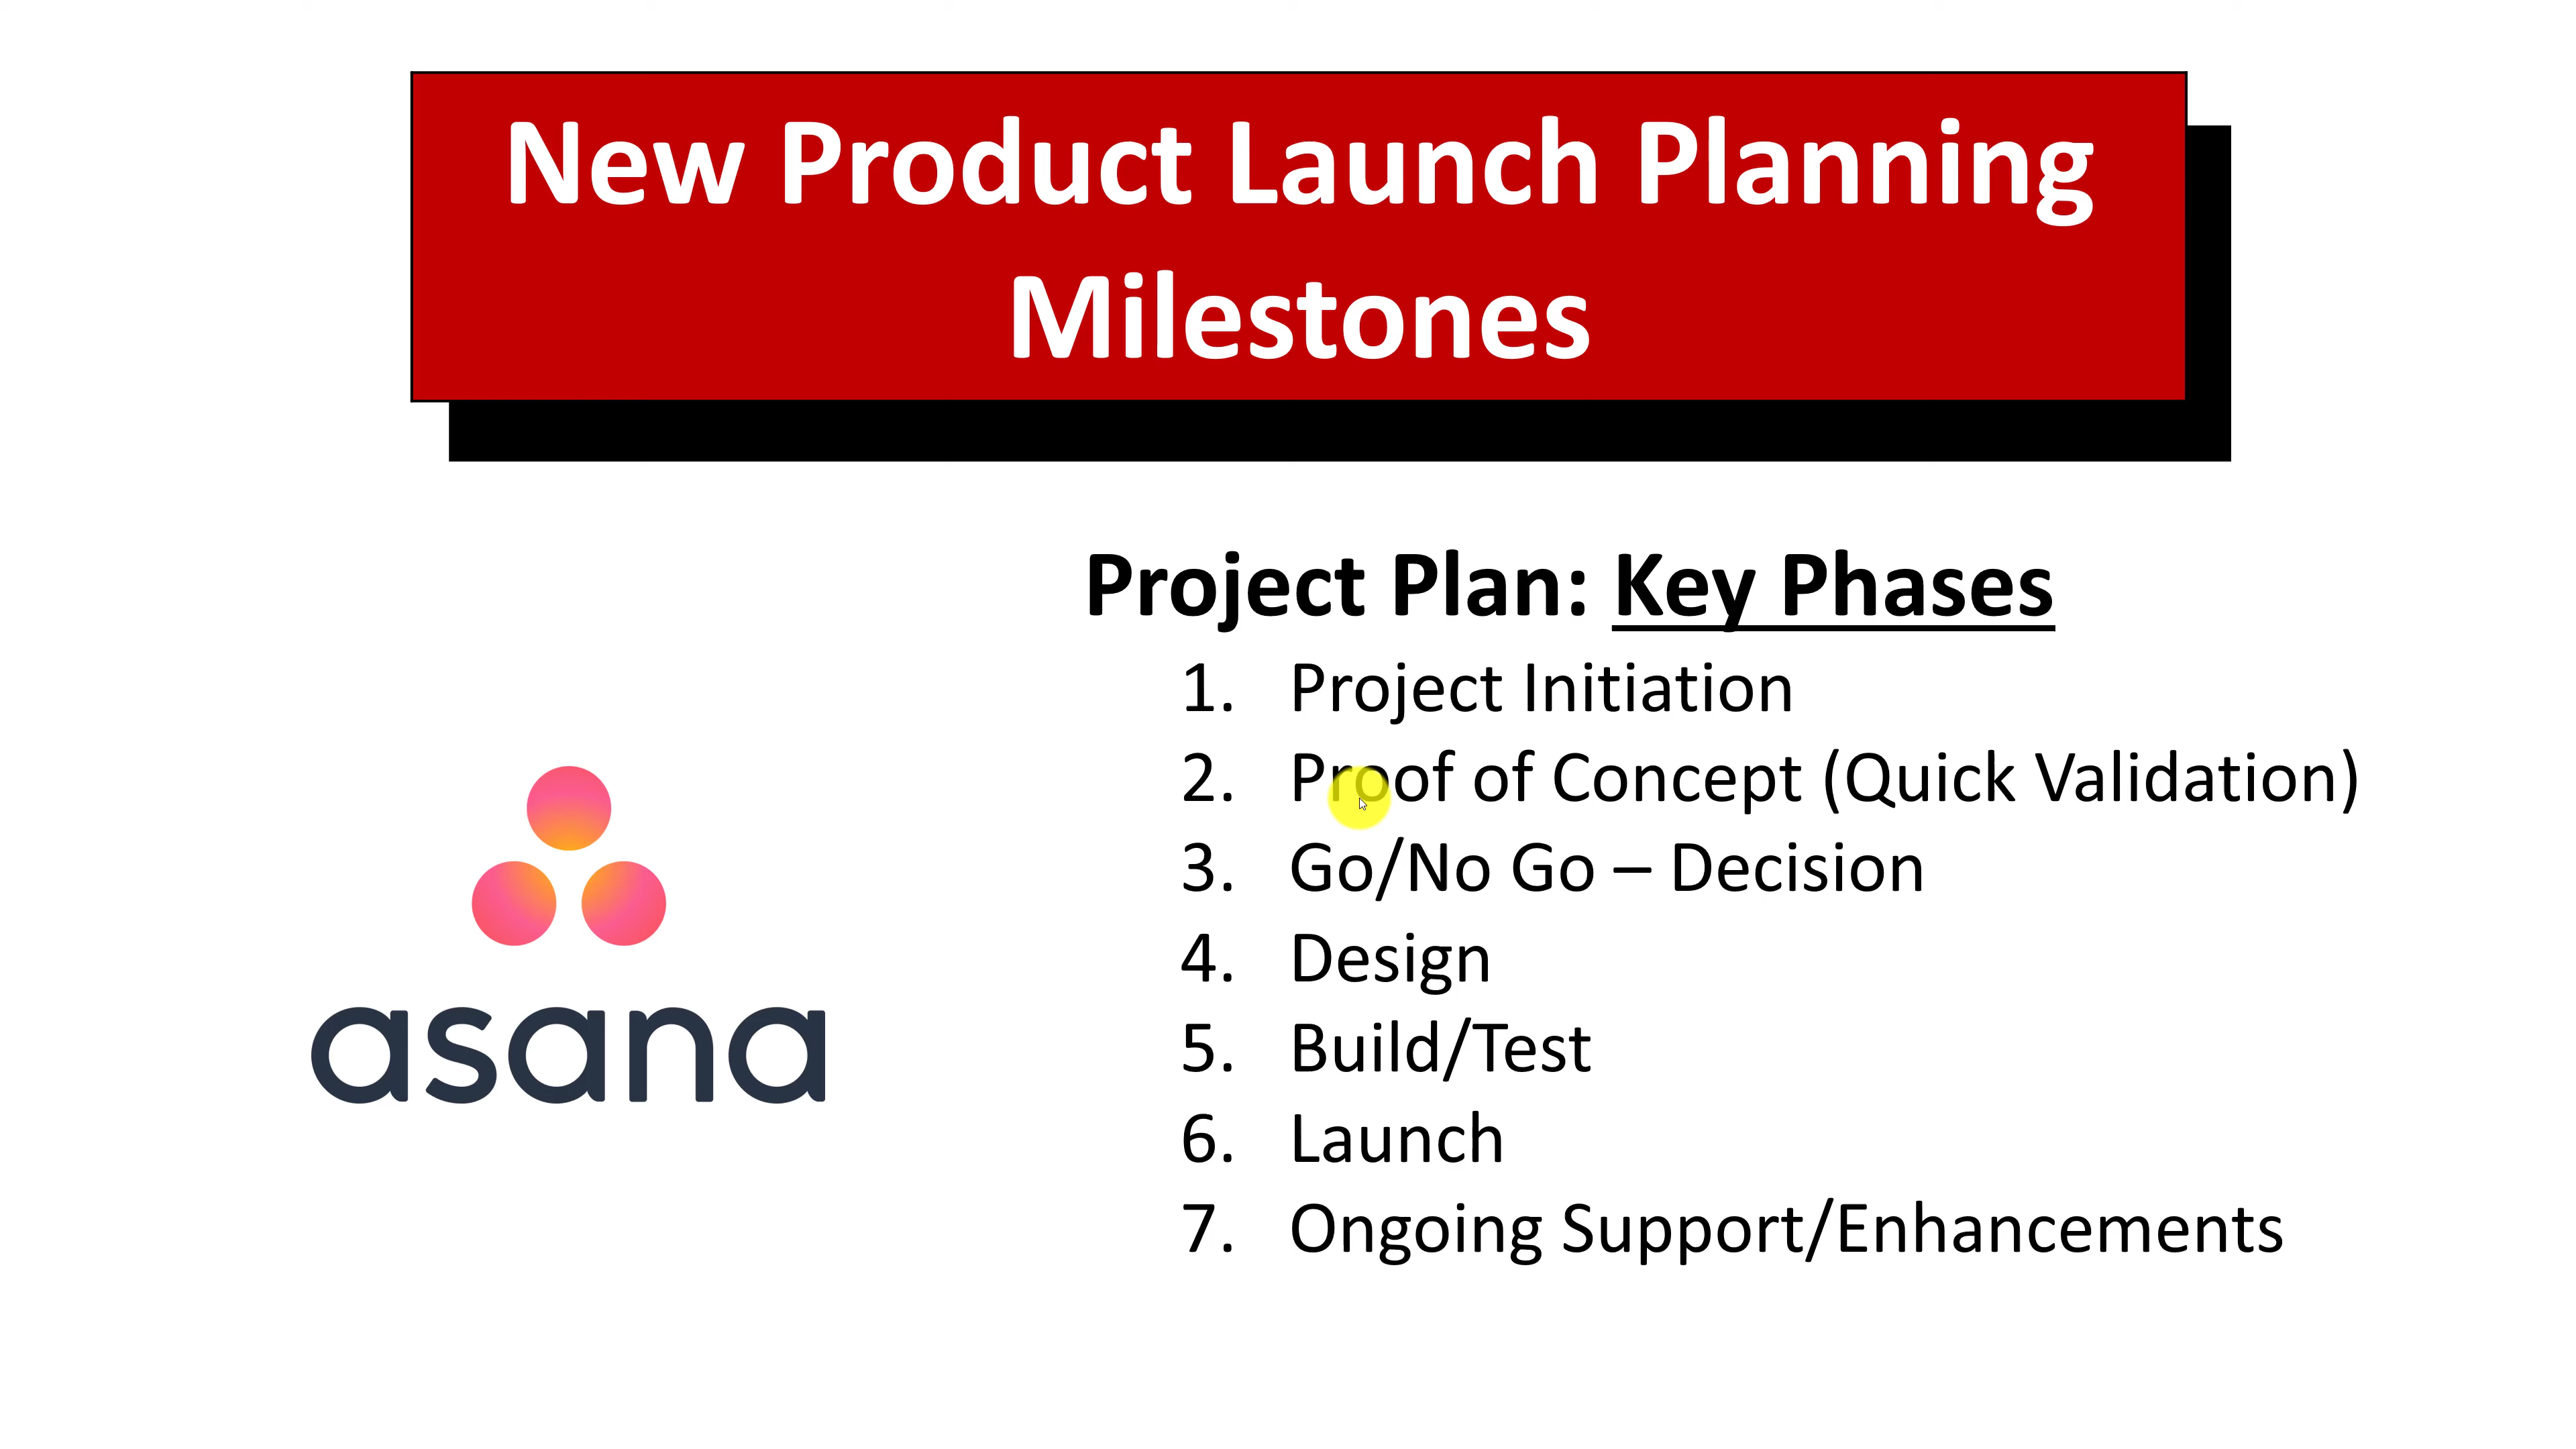 New Product Launch Planning
Milestones
Project Plan: Key Phases
1. Project Initiation
2. Proof of Concept (Quick Validation)
3. Go/No Go – Decision
4. Design
5. Build/Test
6. Launch
7. Ongoing Support/Enhancements
asana